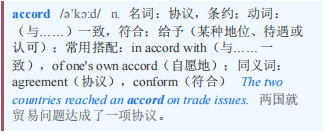 accord /ə'kɔ:d/ n. 名词：协议，条约；动词：
（与……）一致，符合；给予（某种地位、待遇或
认可）；常用搭配：in accord with（与……一
致），of one's own accord（自愿地）；同义词：
agreement（协议），conform（符合） The two
countries reached an accord on trade issues. 两国就
贸易问题达成了一项协议。